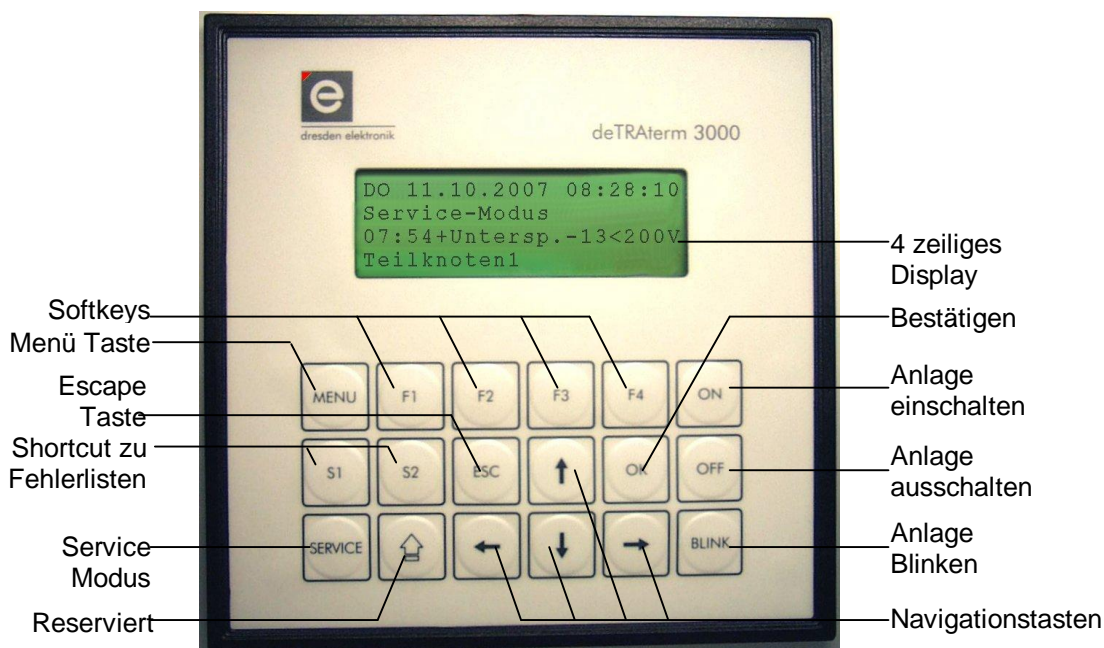 e
dresden elektronik
deTRAterm 3000
DO 11.10.2007 08:28:10
Service-Modus
07:54+Untersp.-13<200V
Teilknoten1
4 zeiliges
Display
Softkeys
Bestätigen
Menü Taste
Escape
Taste
Anlage
einschalten
Shortcut zu
Fehlerlisten
Anlage
ausschalten
Service
Modus
Anlage
Blinken
Reserviert
Navigationstasten
MENU F1 F2 F3 F4 ON
S1 S2 ESC ↑ OK OFF
SERVICE ⇧ ← ↓ → BLINK